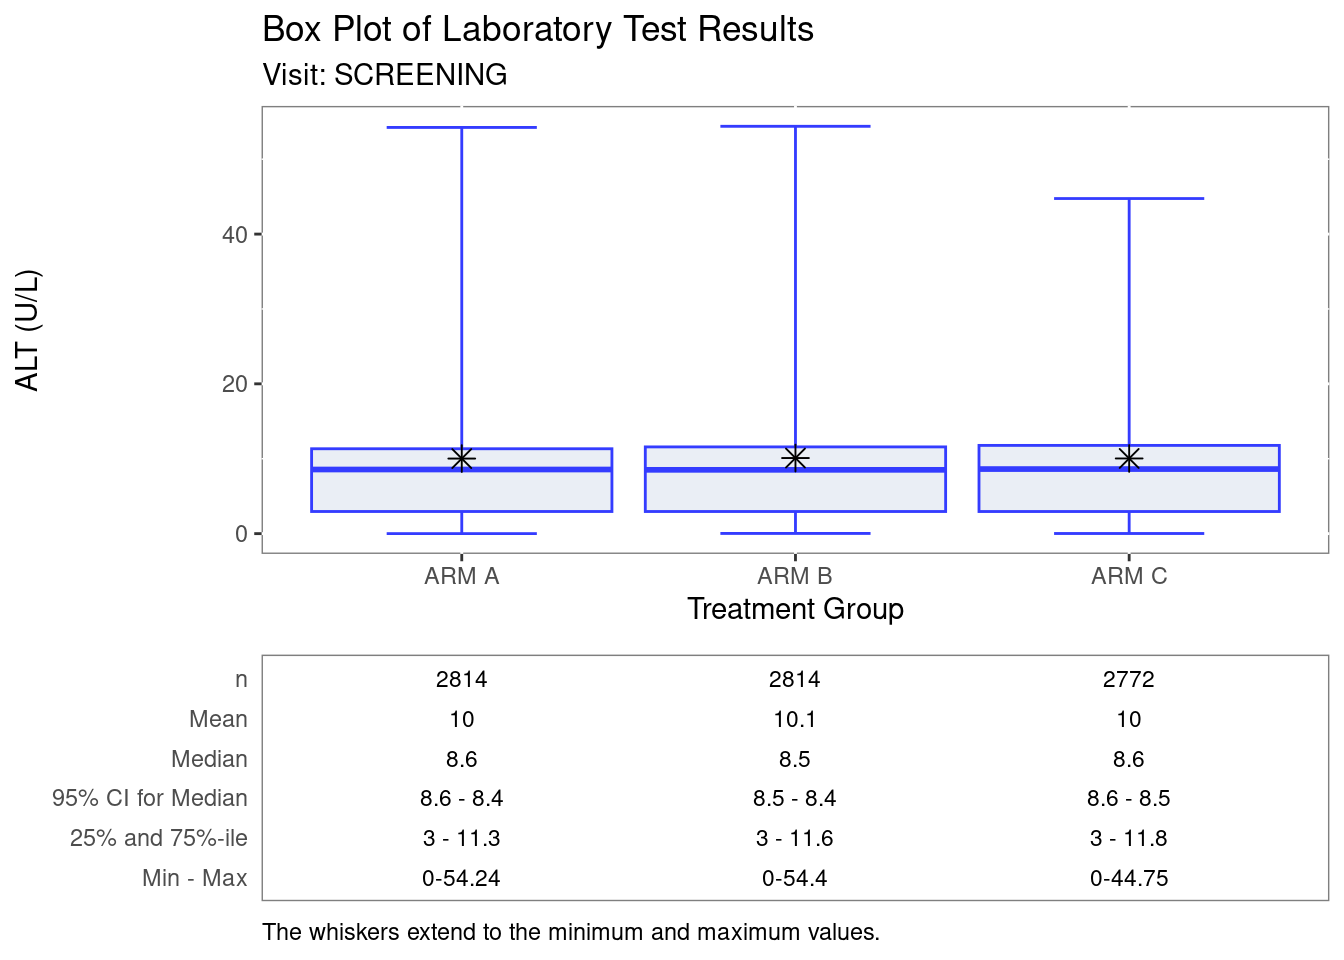 Box Plot of Laboratory Test Results
Visit: SCREENING
ALT (U/L)
40
20
0
ARM A ARM B ARM C
Treatment Group
n 2814 2814 2772
Mean 10 10.1 10
Median 8.6 8.5 8.6
95% CI for Median 8.6 - 8.4 8.5 - 8.4 8.6 - 8.5
25% and 75%-ile 3 - 11.3 3 - 11.6 3 - 11.8
Min - Max 0-54.24 0-54.4 0-44.75
The whiskers extend to the minimum and maximum values.